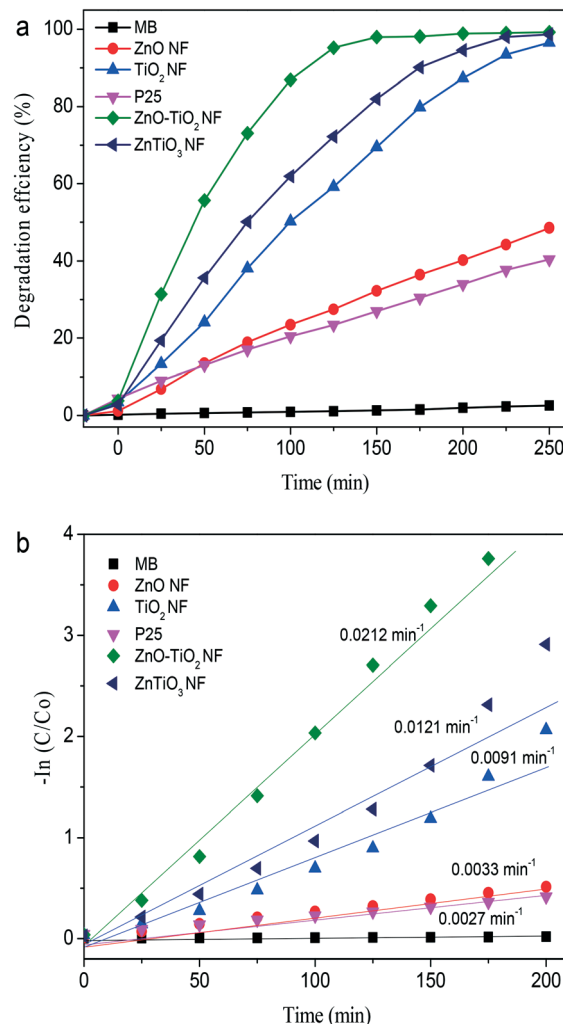 a
MB
ZnO NF
TiO₂ NF
P25
ZnO-TiO₂ NF
ZnTiO₃ NF
Degradation effciency (%)
100
80
60
40
20
0
0 50 100 150 200 250
Time (min)
b
MB
ZnO NF
TiO₂ NF
P25
ZnO-TiO₂ NF
ZnTiO₃ NF
-In (C/Co)
4
3
2
1
0
0.0212 min⁻¹
0.0121 min⁻¹
0.0091 min⁻¹
0.0033 min⁻¹
0.0027 min⁻¹
0 50 100 150 200
Time (min)